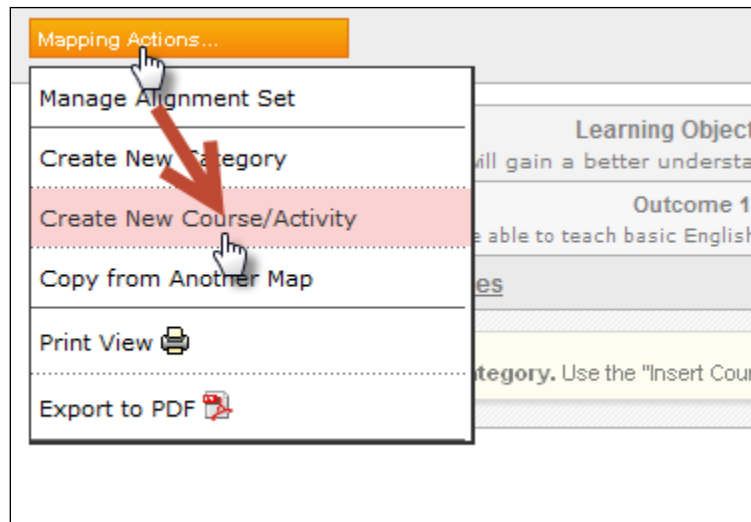 Mapping Actions...
Manage Alignment Set
Create New Category
Create New Course/Activity
Copy from Another Map
Print View
Export to PDF
Learning Object
will gain a better understa
Outcome 1
e able to teach basic English
es
tegory. Use the "Insert Cour